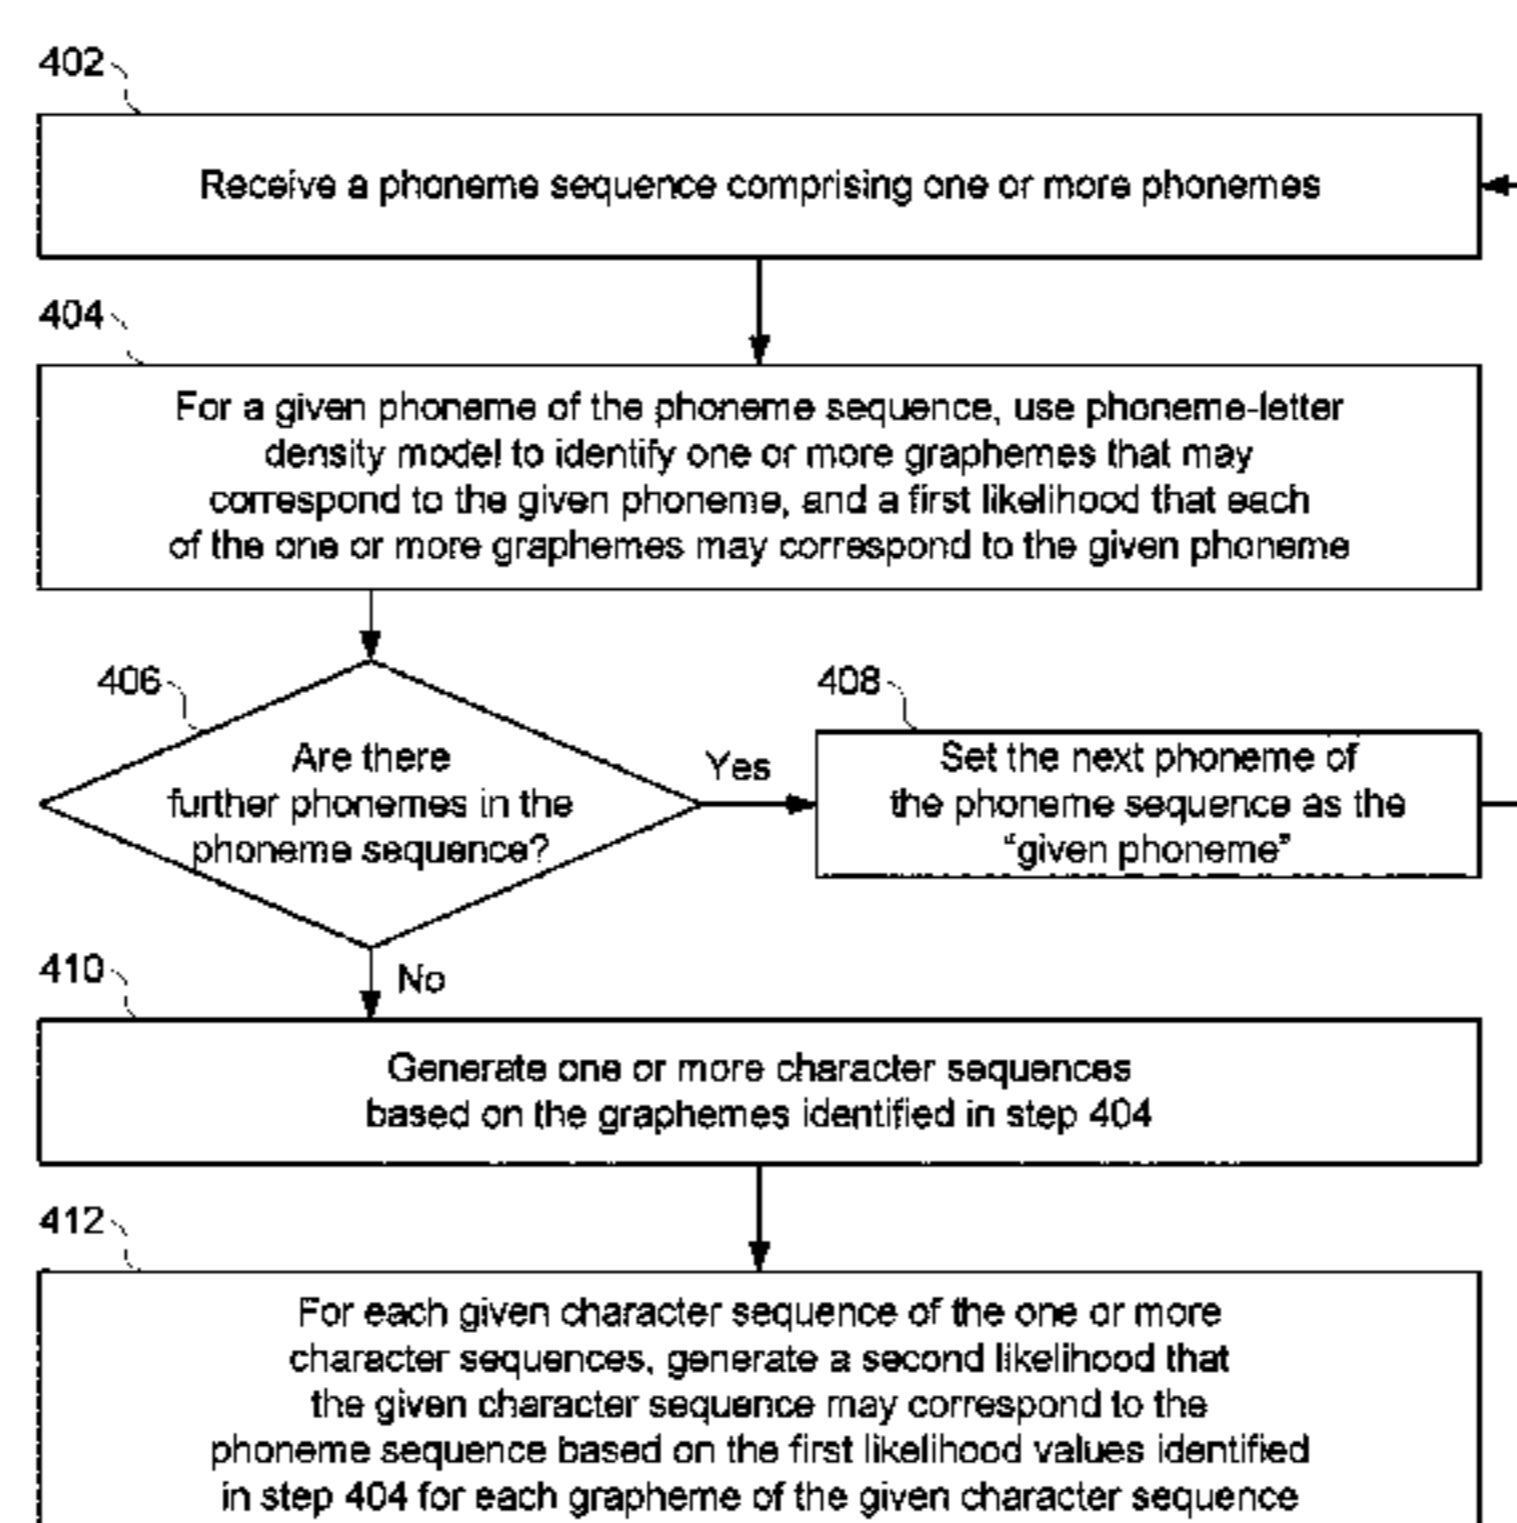 402
Receive a phoneme sequence comprising one or more phonemes
404
For a given phoneme of the phoneme sequence, use phoneme-letter
density model to identify one or more graphemes that may
correspond to the given phoneme, and a first likelihood that each
of the one or more graphemes may correspond to the given phoneme
406
Are there
further phonemes in the
phoneme sequence?
Yes
408
Set the next phoneme of
the phoneme sequence as the
“given phoneme”
No
410
Generate one or more character sequences
based on the graphemes identified in step 404
412
For each given character sequence of the one or more
character sequences, generate a second likelihood that
the given character sequence may correspond to the
phoneme sequence based on the first likelihood values identified
in step 404 for each grapheme of the given character sequence